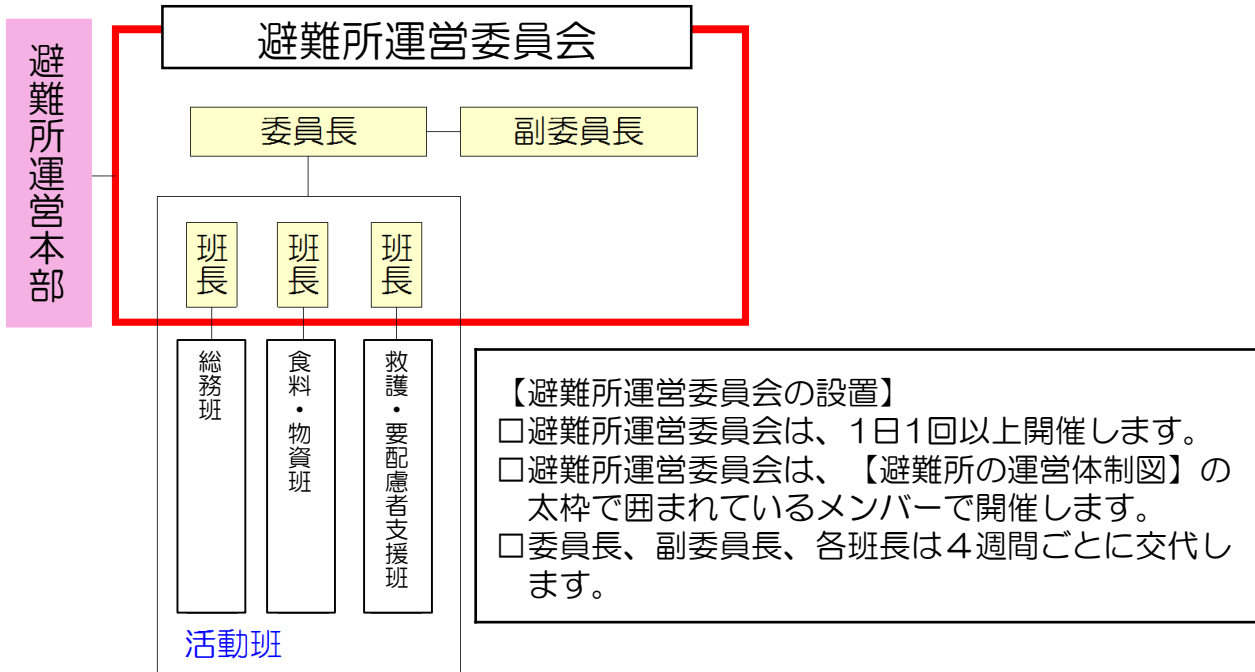 避難所運営本部
避難所運営委員会
委員長
副委員長
班長
班長
班長
総務班
食料・物資班
救護・要配慮者支援班
活動班
【避難所運営委員会の設置】
□避難所運営委員会は、1日1回以上開催します。
□避難所運営委員会は、【避難所の運営体制図】の
太枠で囲まれているメンバーで開催します。
□委員長、副委員長、各班長は４週間ごとに交代し
ます。